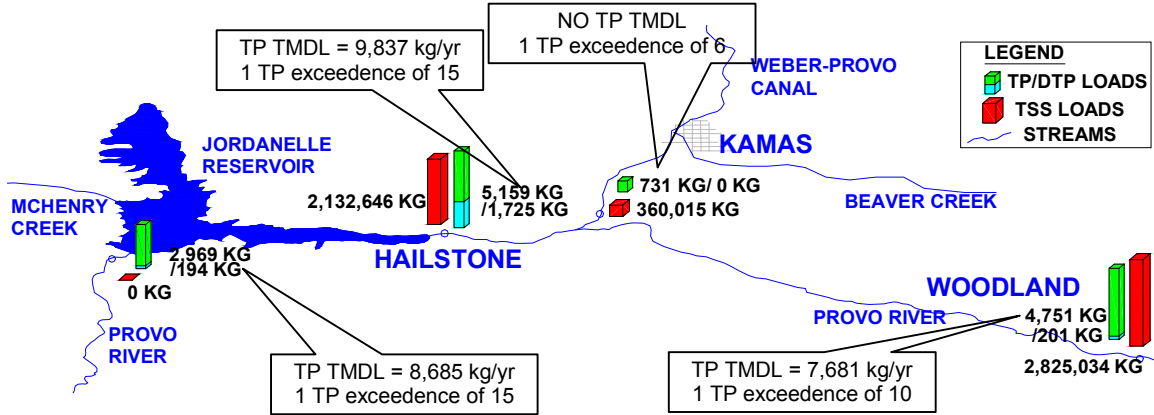 NO TP TMDL
1 TP exceedence of 6
TP TMDL = 9,837 kg/yr
1 TP exceedence of 15
LEGEND
TP/DTP LOADS
TSS LOADS
STREAMS
WEBER-PROVO
CANAL
KAMAS
JORDANELLE
RESERVOIR
MCHENRY
CREEK
2,132,646 KG
5,159 KG
/1,725 KG
731 KG/ 0 KG
360,015 KG
BEAVER CREEK
HAILSTONE
2,969 KG
/194 KG
0 KG
PROVO
RIVER
WOODLAND
PROVO RIVER
4,751 KG
/201 KG
2,825,034 KG
TP TMDL = 8,685 kg/yr
1 TP exceedence of 15
TP TMDL = 7,681 kg/yr
1 TP exceedence of 10